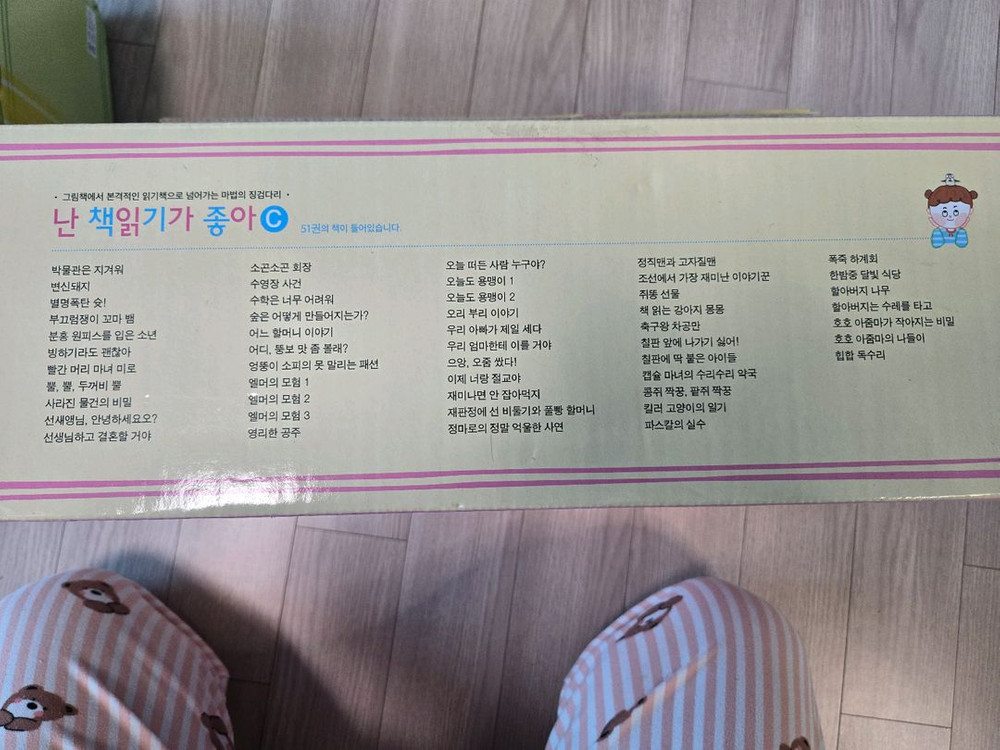 • 그림책에서 본격적인 읽기책으로 넘어가는 마법의 징검다리 •
난 책읽기가 좋아 C 51권의 책이 들어있습니다.
박물관은 지겨워
변신돼지
별명폭탄 슛!
부끄럼쟁이 꼬마 뱀
분홍 원피스를 입은 소년
빙하기라도 괜찮아
빨간 머리 마녀 미로
뿔, 뿔, 두꺼비 뿔
사라진 물건의 비밀
선새앵님, 안녕하세요오?
선생님하고 결혼할 거야
소곤소곤 회장
수영장 사건
수학은 너무 어려워
숲은 어떻게 만들어지는가?
어느 할머니 이야기
어디, 뚱보 맛 좀 볼래?
엉뚱이 소피의 못 말리는 패션
엘머의 모험 1
엘머의 모험 2
엘머의 모험 3
영리한 공주
오늘 떠든 사람 누구야?
오늘도 용맹이 1
오늘도 용맹이 2
오리 부리 이야기
우리 아빠가 제일 세다
우리 엄마한테 이를 거야
으앙, 오줌 쌌다!
이제 너랑 절교야
재미나면 안 잡아먹지
재판정에 선 비둘기와 풀빵 할머니
정마로의 정말 억울한 사연
정직맨과 고자질맨
조선에서 가장 재미난 이야기꾼
쥐똥 선물
책 읽는 강아지 몽몽
축구왕 차공만
칠판 앞에 나가기 싫어!
칠판에 딱 붙은 아이들
캡슐 마녀의 수리수리 약국
콩쥐 짝꿍, 팥쥐 짝꿍
킬러 고양이의 일기
파스칼의 실수
폭죽 하계회
한밤중 달빛 식당
할아버지 나무
할아버지는 수레를 타고
호호 아줌마가 작아지는 비밀
호호 아줌마의 나들이
힙합 독수리